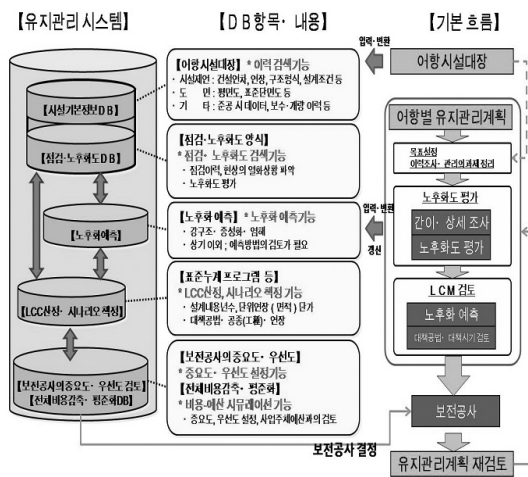 【유지관리 시스템】
【DB항목· 내용】
【기본 흐름】
【시설기본정보DB】
【점검·노후화도DB】
【노후화예측】
【LCC산정· 시나리오책정】
【보전공사의중요도· 우선도검토】
【전체비용감축· 평준화DB】
【어항시설대장】 * 이력 검색기능
· 시설제언 : 건설연차, 연장, 구조형식, 설계조건 등
· 도 면 : 평면도, 표준단면도 등
· 기 타 : 준공 시 데이터, 보수·개량 이력 등
【점검·노후화도 양식】
* 점검· 노후화도 검색기능
· 점검이력, 현상의 열화상황 파악
· 노후화도 평가
【노후화 예측】 * 노후화 예측기능
· 강구조· 중성화· 염해
· 상기 이외 ; 예측방법의 검토가 필요
【표준누계 프로그램 등】
* LCC산정, 시나리오 책정 기능
· 설계내용년수, 단위연장 ( 면적 ) 단가
· 대책공법· 공종(工種)· 연장
【보전공사의 중요도· 우선도】
* 중요도· 우선도 설정기능
【전체비용감축· 평준화】
* 비용-예산 시뮬레이션 기능
· 중요도, 우선도 설정, 사업주체예산과의 검토
입력·변환
어항시설대장
어항별 유지관리계획
목표설정
이력조사· 관리의과제 정리
노후화도 평가
간이· 상세 조사
노후화도 평가
입력·변환
갱신
LCM 검토
노후화 예측
대책공법· 대책시기 검토
보전공사
보전공사 결정
유지관리계획 재검토